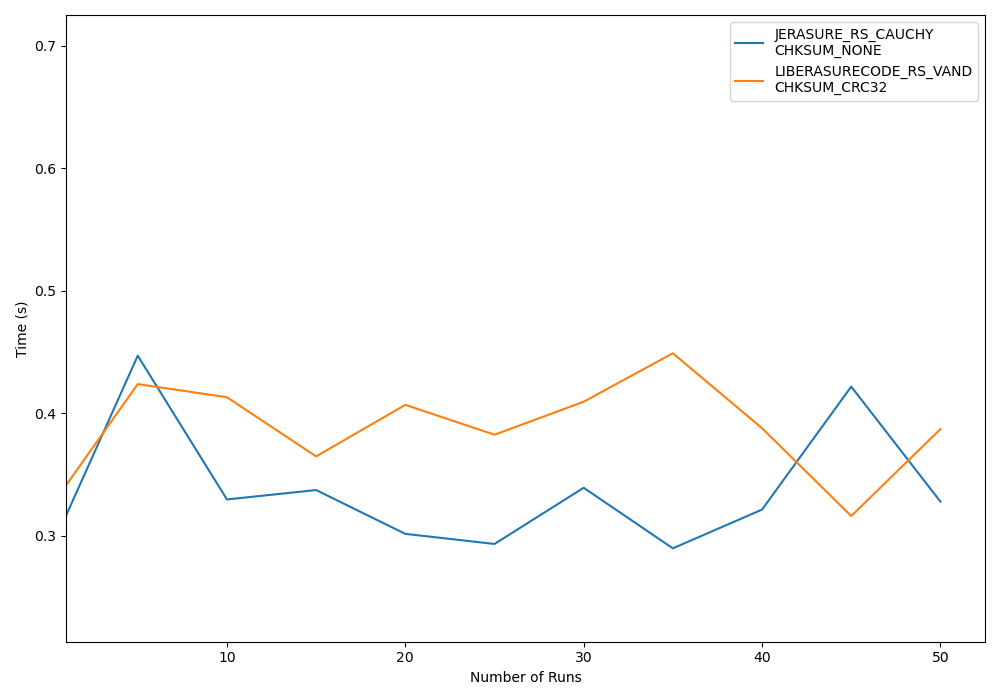 JERASURE_RS_CAUCHY
CHKSUM_NONE
LIBERASURECODE_RS_VAND
CHKSUM_CRC32
0.7
0.6
0.5
0.4
0.3
Time (s)
10 20 30 40 50
Number of Runs